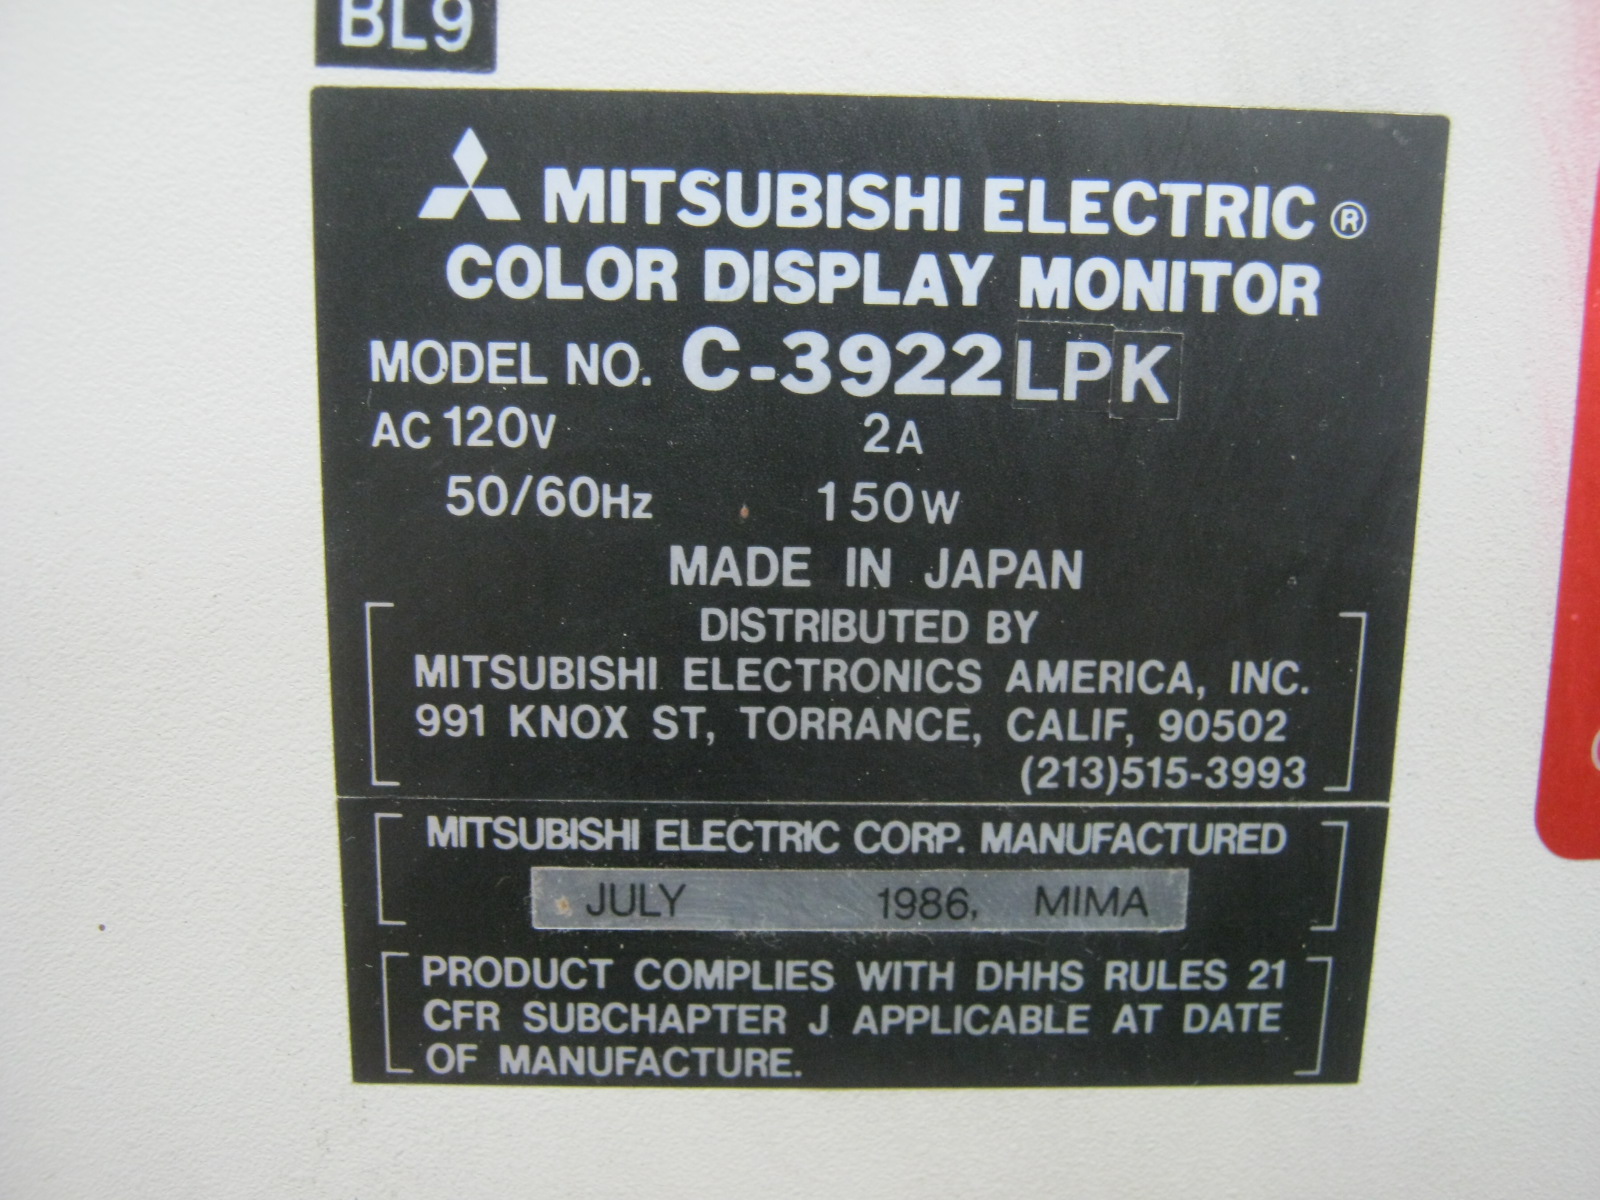 BL9
MITSUBISHI ELECTRIC ®
COLOR DISPLAY MONITOR
MODEL NO. C-3922LPK
AC 120V 2A
50/60Hz 150W
MADE IN JAPAN
DISTRIBUTED BY
MITSUBISHI ELECTRONICS AMERICA, INC.
991 KNOX ST, TORRANCE, CALIF, 90502
(213)515-3993
MITSUBISHI ELECTRIC CORP. MANUFACTURED
JULY 1986, MIMA
PRODUCT COMPLIES WITH DHHS RULES 21
CFR SUBCHAPTER J APPLICABLE AT DATE
OF MANUFACTURE.